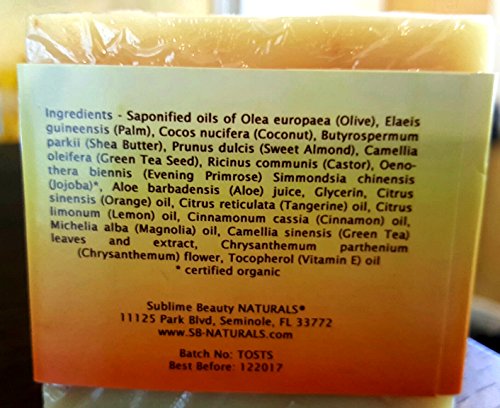 Ingredients - Saponified oils of Olea europaea (Olive), Elaeis
guineensis (Palm), Cocos nucifera (Coconut), Butyrospermum
parkii (Shea Butter), Prunus dulcis (Sweet Almond), Camellia
oleifera (Green Tea Seed), Ricinus communis (Castor), Oeno-
thera biennis (Evening Primrose) Simmondsia chinensis
(Jojoba)*, Aloe barbadensis (Aloe) juice, Glycerin, Citrus
sinensis (Orange) oil, Citrus reticulata (Tangerine) oil, Citrus
limonum (Lemon) oil, Cinnamonum cassia (Cinnamon) oil,
Michelia alba (Magnolia) oil, Camellia sinensis (Green Tea)
leaves and extract, Chrysanthemum parthenium
(Chrysanthemum) flower, Tocopherol (Vitamin E) oil
* certified organic
Sublime Beauty NATURALS®
11125 Park Blvd, Seminole, FL 33772
www.SB-NATURALS.com
Batch No: TOSTS
Best Before: 122017